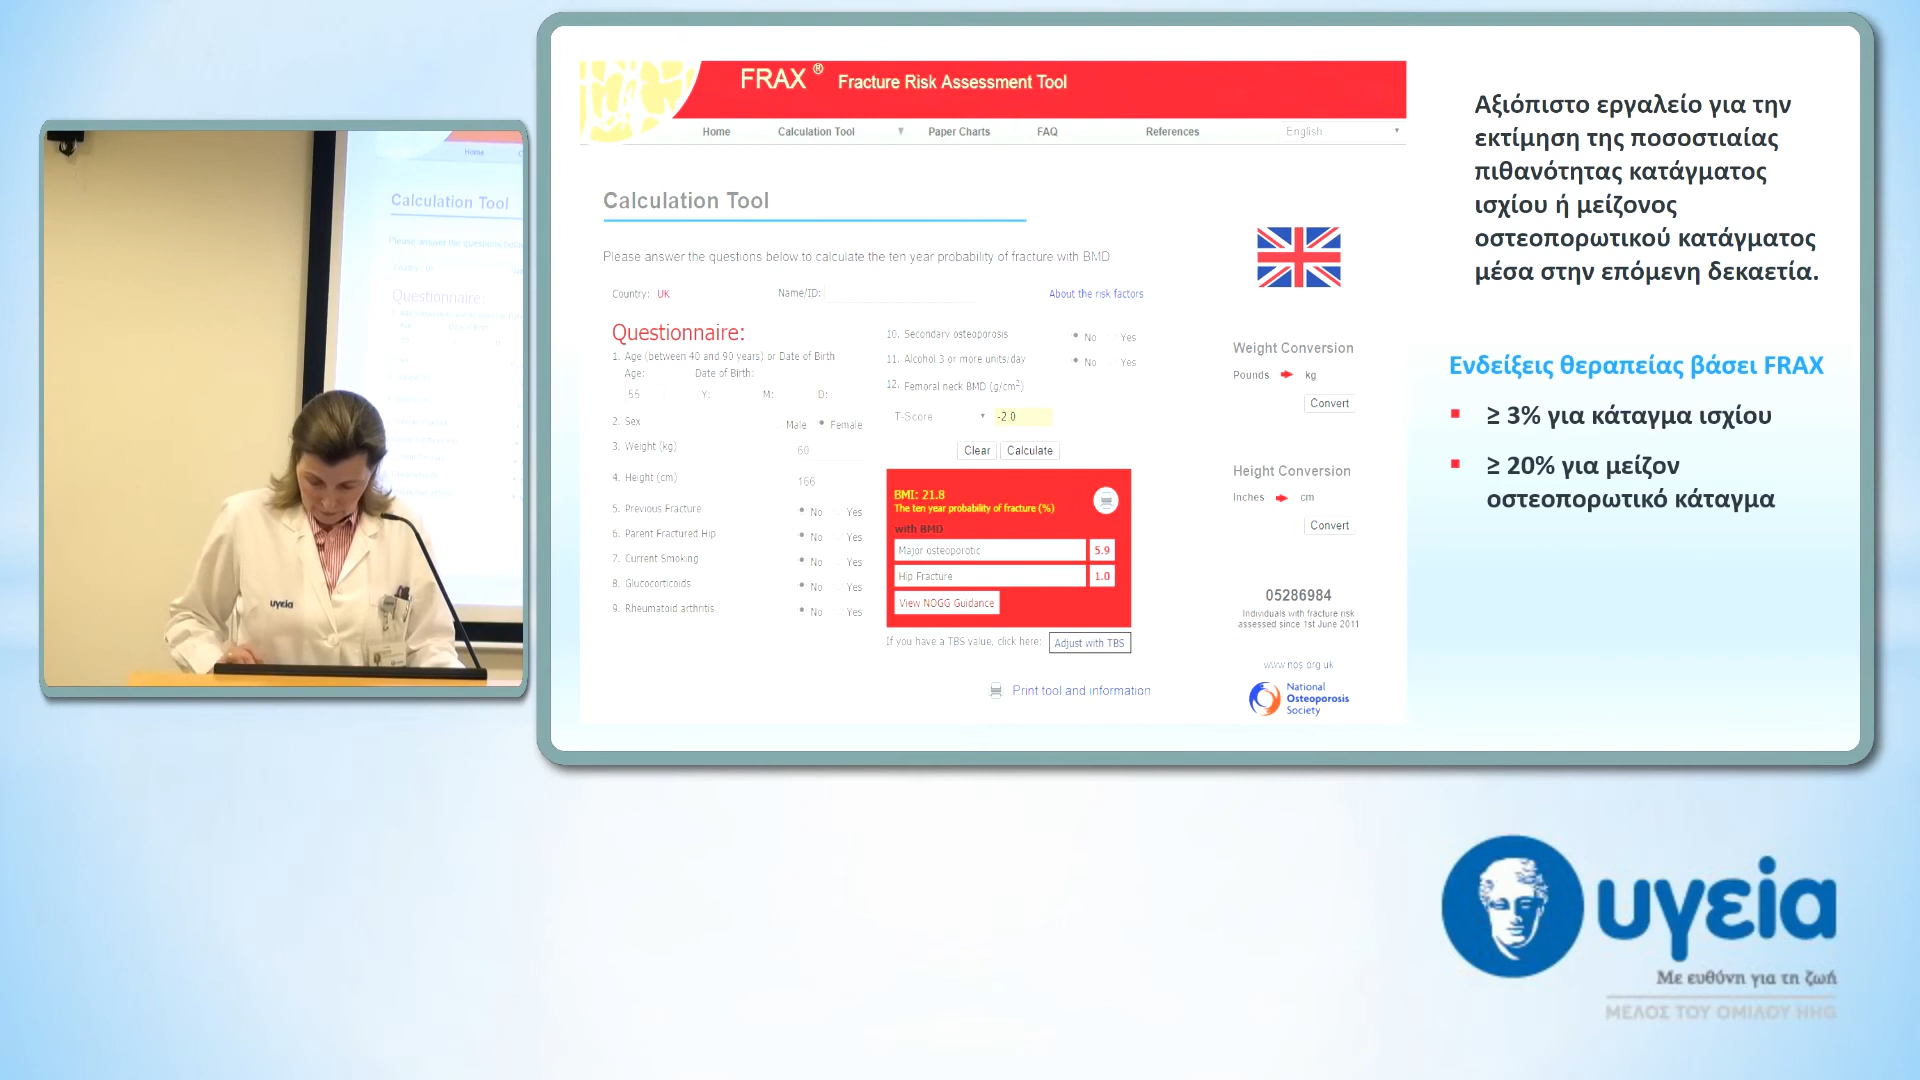 FRAX ® Fracture Risk Assessment Tool
Home Calculation Tool Paper Charts FAQ References English
Calculation Tool
Please answer the questions below to calculate the ten year probability of fracture with BMD
Country: UK Name/ID: About the risk factors
Questionnaire:
1. Age (between 40 and 90 years) or Date of Birth
Age: Date of Birth:
55 Y: M: D:
2. Sex Male Female
3. Weight (kg) 60
4. Height (cm) 166
5. Previous Fracture No Yes
6. Parent Fractured Hip No Yes
7. Current Smoking No Yes
8. Glucocorticoids No Yes
9. Rheumatoid arthritis No Yes
10. Secondary osteoporosis No Yes
11. Alcohol 3 or more units/day No Yes
12. Femoral neck BMD (g/cm²)
T-Score -2.0
Clear Calculate
BMI: 21.8
The ten year probability of fracture (%)
with BMD
Major osteoporotic 5.9
Hip Fracture 1.0
View NOGG Guidance
If you have a TBS value, click here: Adjust with TBS
Print tool and information
Weight Conversion
Pounds kg
Convert
Height Conversion
Inches cm
Convert
05286984
Individuals with fracture risk
assessed since 1st June 2011
www.nos.org.uk
National
Osteoporosis
Society
Αξιόπιστο εργαλείο για την
εκτίμηση της ποσοστιαίας
πιθανότητας κατάγματος
ισχίου ή μείζονος
οστεοπορωτικού κατάγματος
μέσα στην επόμενη δεκαετία.
Ενδείξεις θεραπείας βάσει FRAX
≥ 3% για κάταγμα ισχίου
≥ 20% για μείζον
οστεοπορωτικό κάταγμα
Home
Calculation Tool
Questionnaire:
υγεία
υγεία
Με ευθύνη για τη ζωή
ΜΕΛΟΣ ΤΟΥ ΟΜΙΛΟΥ HHG